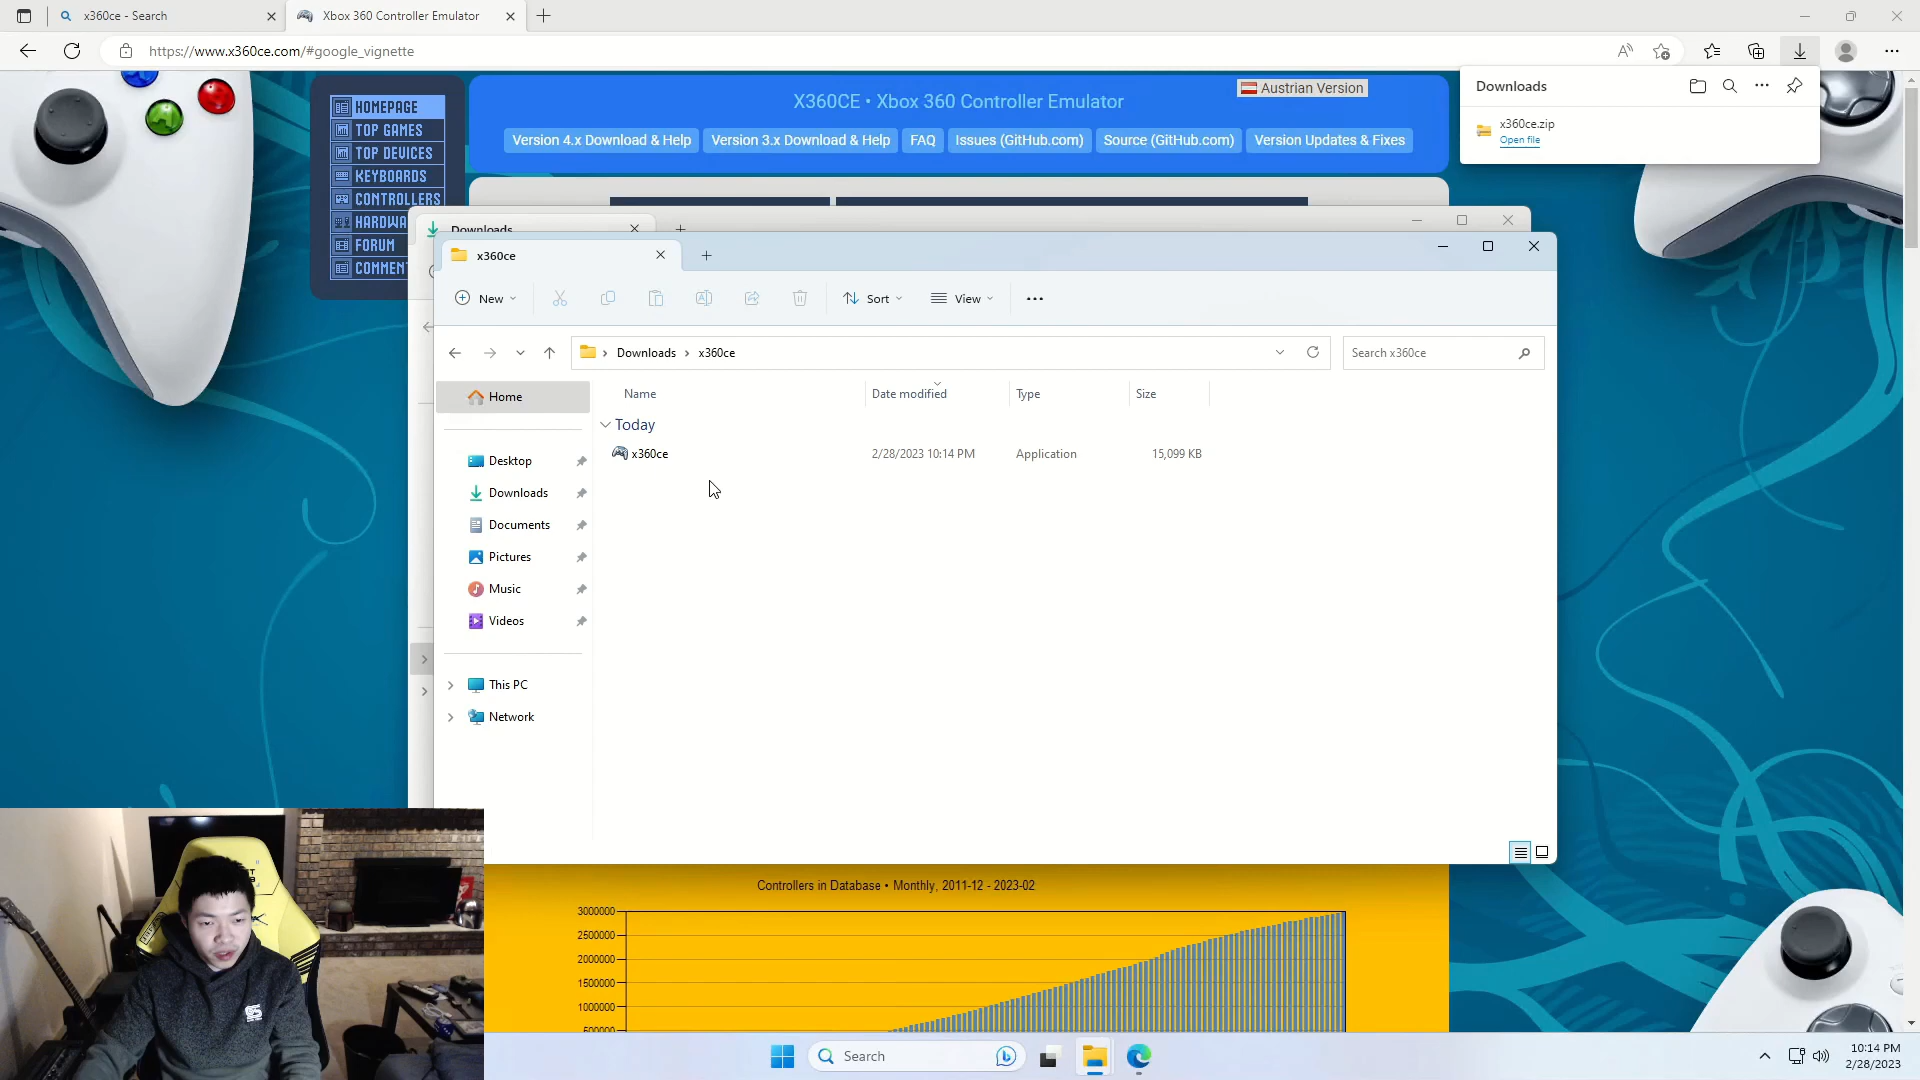 x360ce - Search
Xbox 360 Controller Emulator
https://www.x360ce.com/#google_vignette
HOMEPAGE
TOP GAMES
TOP DEVICES
KEYBOARDS
CONTROLLERS
HARDWA
FORUM
COMMEN
X360CE • Xbox 360 Controller Emulator
Austrian Version
Version 4.x Download & Help
Version 3.x Download & Help
FAQ
Issues (GitHub.com)
Source (GitHub.com)
Version Updates & Fixes
Downloads
x360ce.zip
Open file
Downloads
x360ce
New
Sort
View
Downloads > x360ce
Search x360ce
Name
Date modified
Type
Size
Today
x360ce
2/28/2023 10:14 PM
Application
15,099 KB
Home
Desktop
Downloads
Documents
Pictures
Music
Videos
This PC
Network
Controllers in Database • Monthly, 2011-12 - 2023-02
3000000
2500000
2000000
1500000
1000000
500000
Search
10:14 PM
2/28/2023